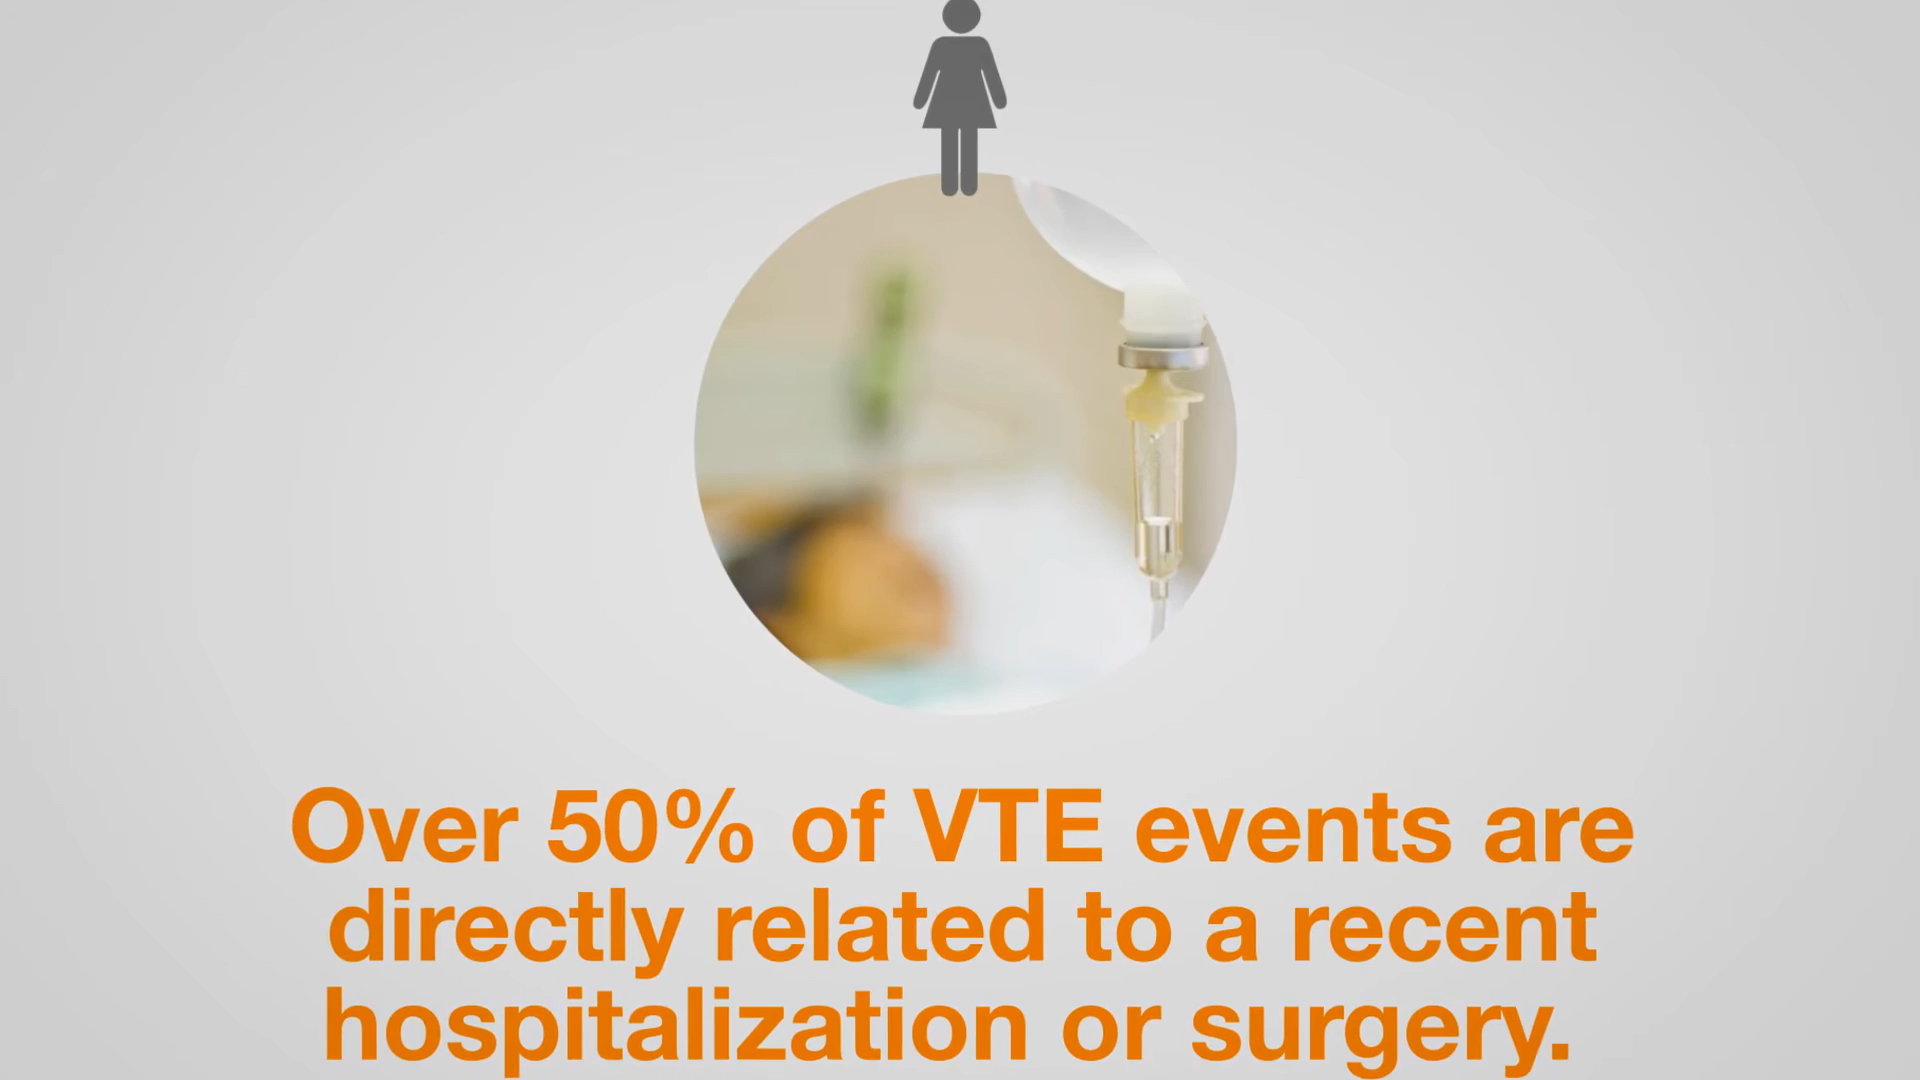 Over 50% of VTE events are
directly related to a recent
hospitalization or surgery.